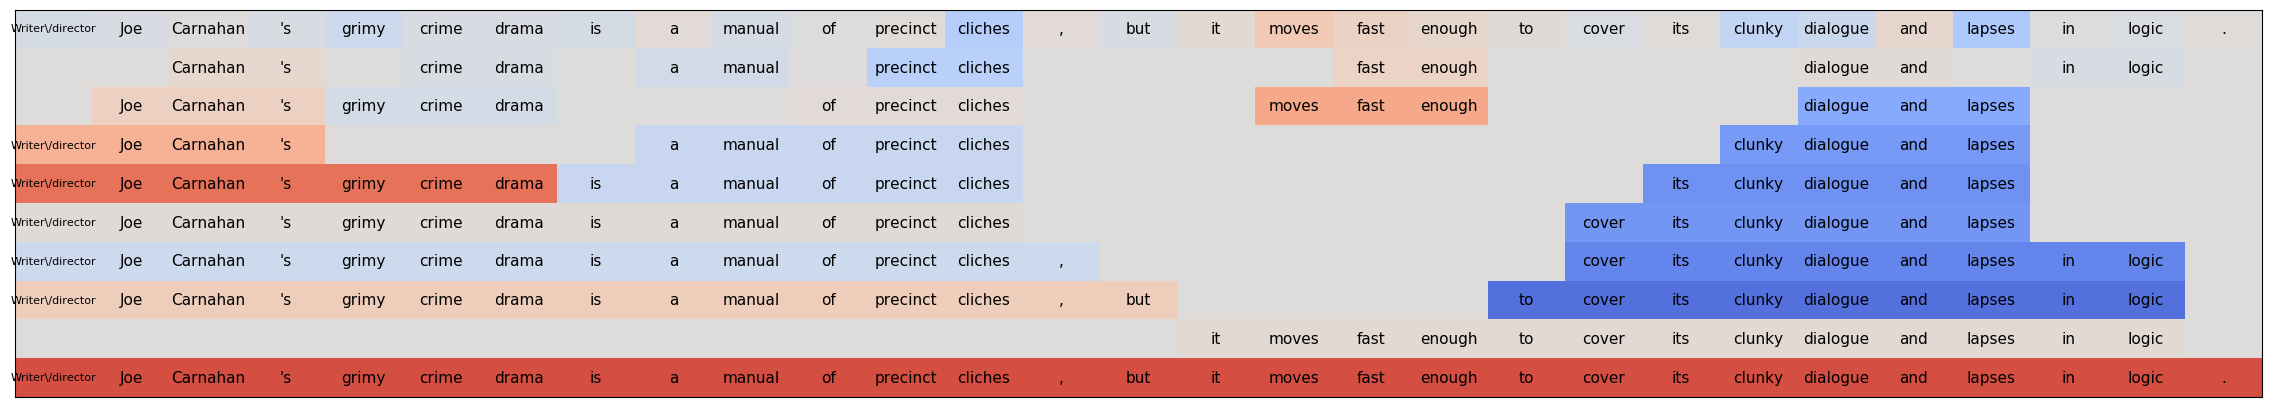 Writer\/director Joe Carnahan 's grimy crime drama is a manual of precinct cliches , but it moves fast enough to cover its clunky dialogue and lapses in logic .
Carnahan 's crime drama a manual precinct cliches fast enough dialogue and in logic
Joe Carnahan 's grimy crime drama of precinct cliches moves fast enough dialogue and lapses
Writer\/director Joe Carnahan 's a manual of precinct cliches clunky dialogue and lapses
Writer\/director Joe Carnahan 's grimy crime drama is a manual of precinct cliches its clunky dialogue and lapses
Writer\/director Joe Carnahan 's grimy crime drama is a manual of precinct cliches cover its clunky dialogue and lapses
Writer\/director Joe Carnahan 's grimy crime drama is a manual of precinct cliches , cover its clunky dialogue and lapses in logic
Writer\/director Joe Carnahan 's grimy crime drama is a manual of precinct cliches , but to cover its clunky dialogue and lapses in logic
it moves fast enough to cover its clunky dialogue and lapses in logic
Writer\/director Joe Carnahan 's grimy crime drama is a manual of precinct cliches , but it moves fast enough to cover its clunky dialogue and lapses in logic .